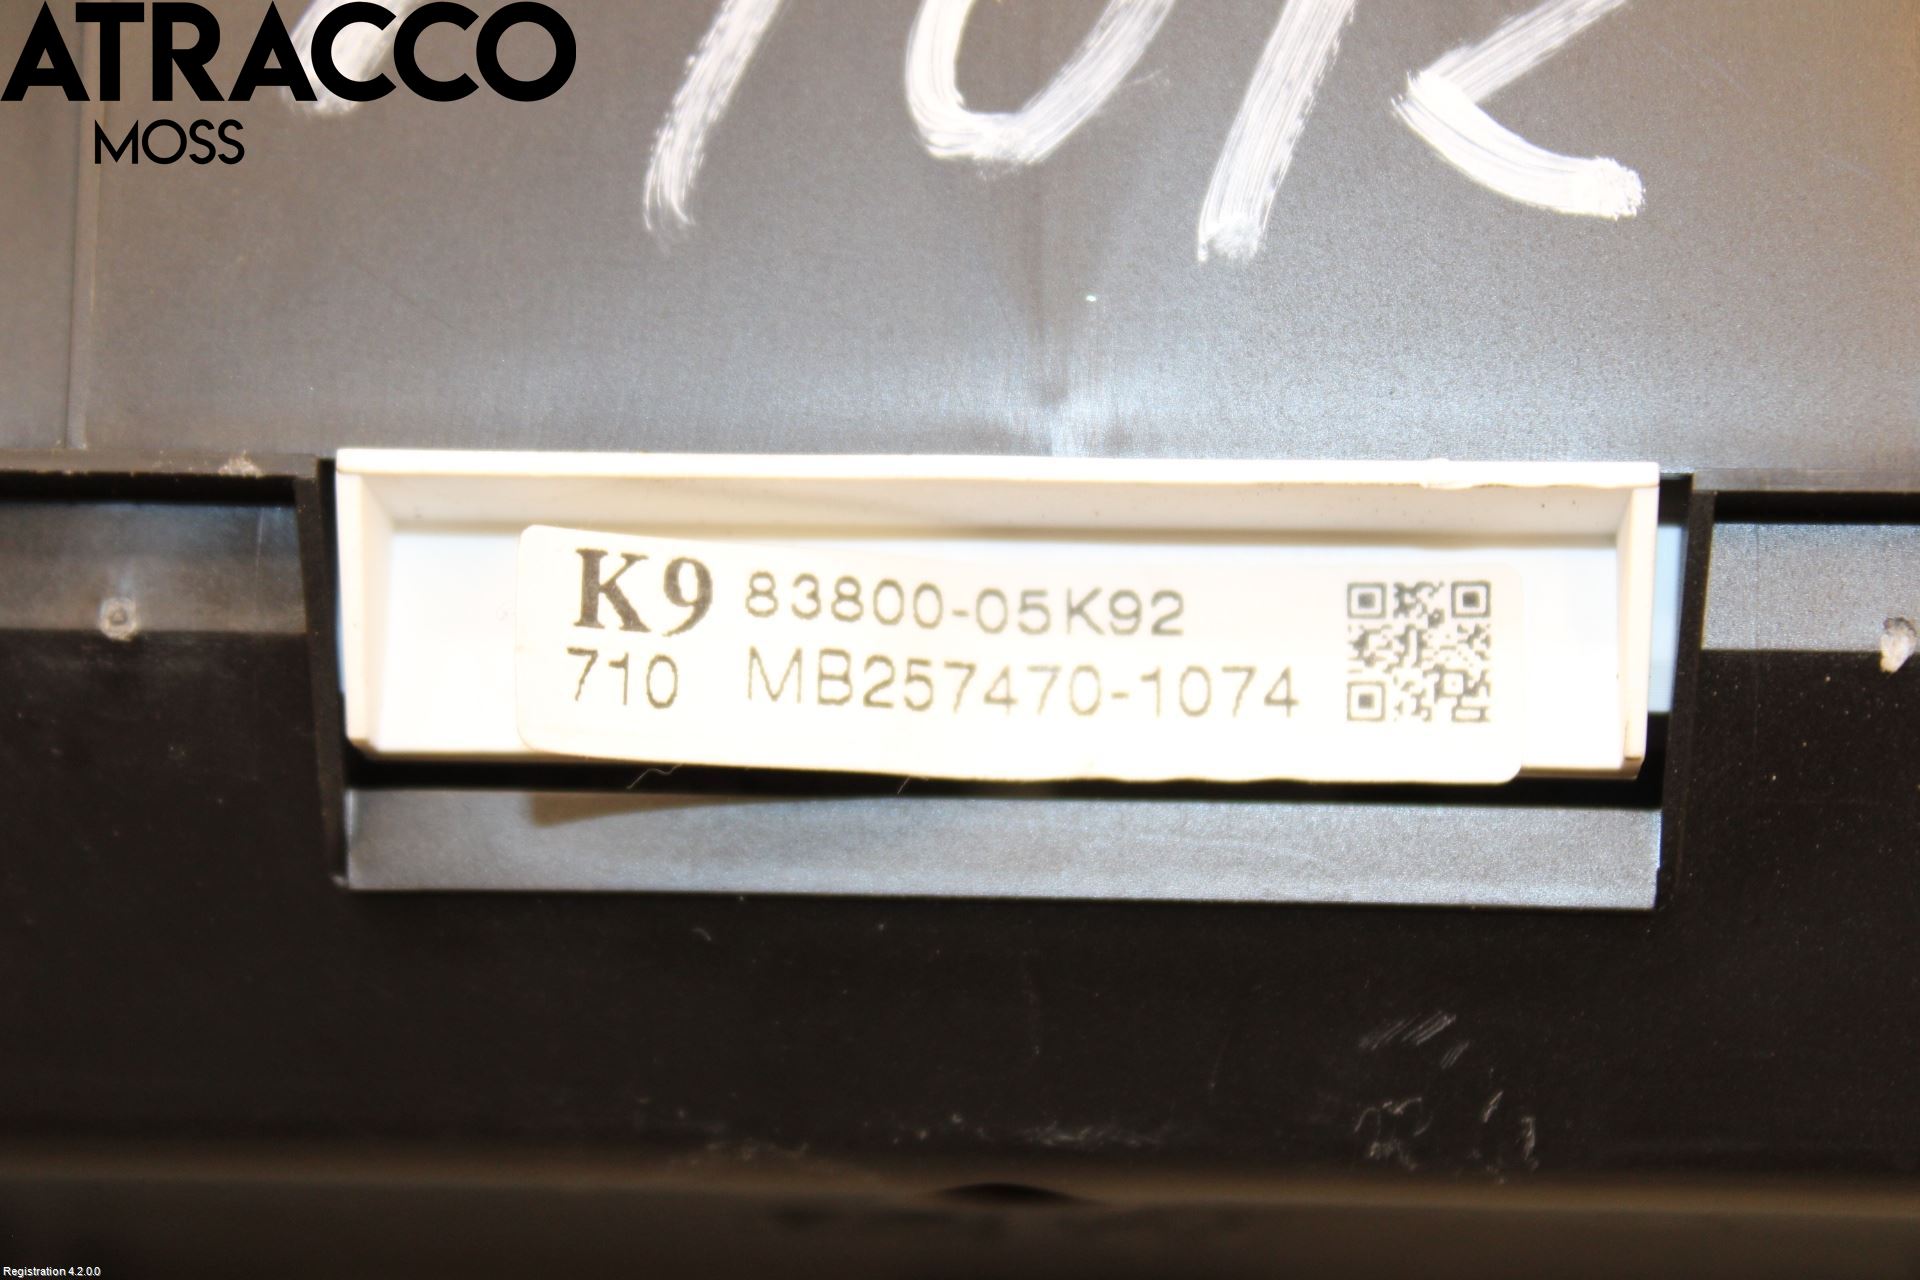 ATRACCO
MOSS
K9 83800-05K92
710 MB257470-1074
Registration 4.2.0.0